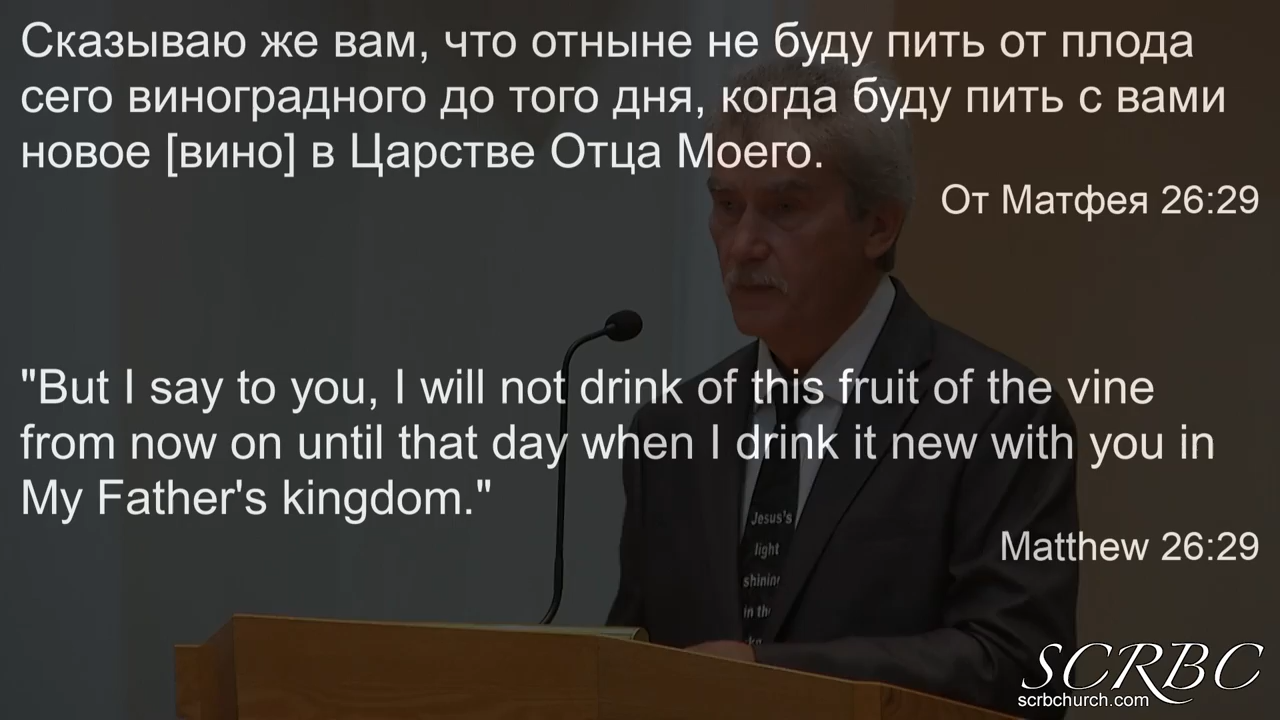 Сказываю же вам, что отныне не буду пить от плода
сего виноградного до того дня, когда буду пить с вами
новое [вино] в Царстве Отца Моего.
От Матфея 26:29
"But I say to you, I will not drink of this fruit of the vine
from now on until that day when I drink it new with you in
My Father's kingdom."
Matthew 26:29
Jesus's
light
in
SCRBC
scrbchurch.com